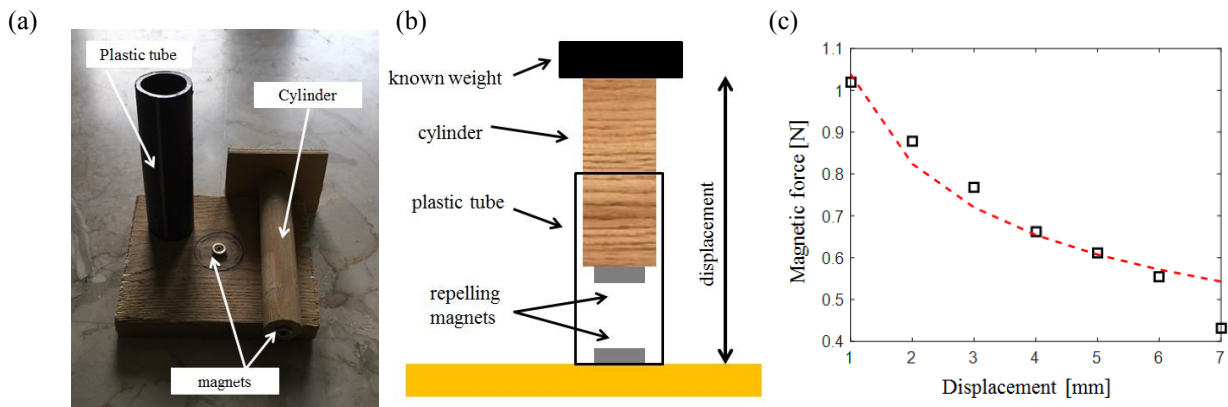 (a)
Plastic tube
Cylinder
magnets
(b)
known weight
cylinder
plastic tube
repelling
magnets
displacement
(c)
Magnetic force [N]
1.1
1
0.9
0.8
0.7
0.6
0.5
0.4
1 2 3 4 5 6 7
Displacement [mm]